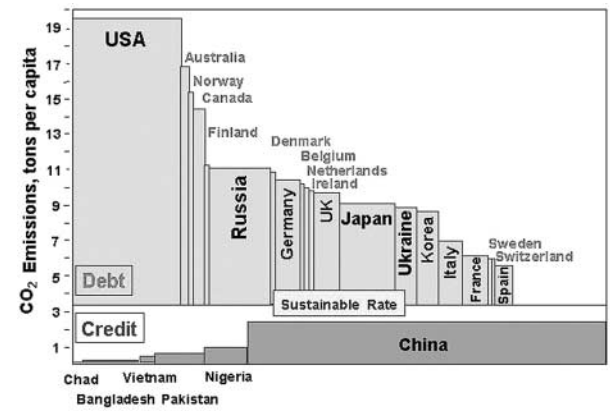 CO2 Emissions, tons per capita
19
17
15
13
11
9
7
5
3
1
USA
Australia
Norway
Canada
Finland
Russia
Denmark
Belgium
Netherlands
Ireland
Germany
UK
Japan
Ukraine
Korea
Italy
France
Sweden
Switzerland
Spain
Debt
Sustainable Rate
Credit
China
Chad
Vietnam
Nigeria
Bangladesh Pakistan